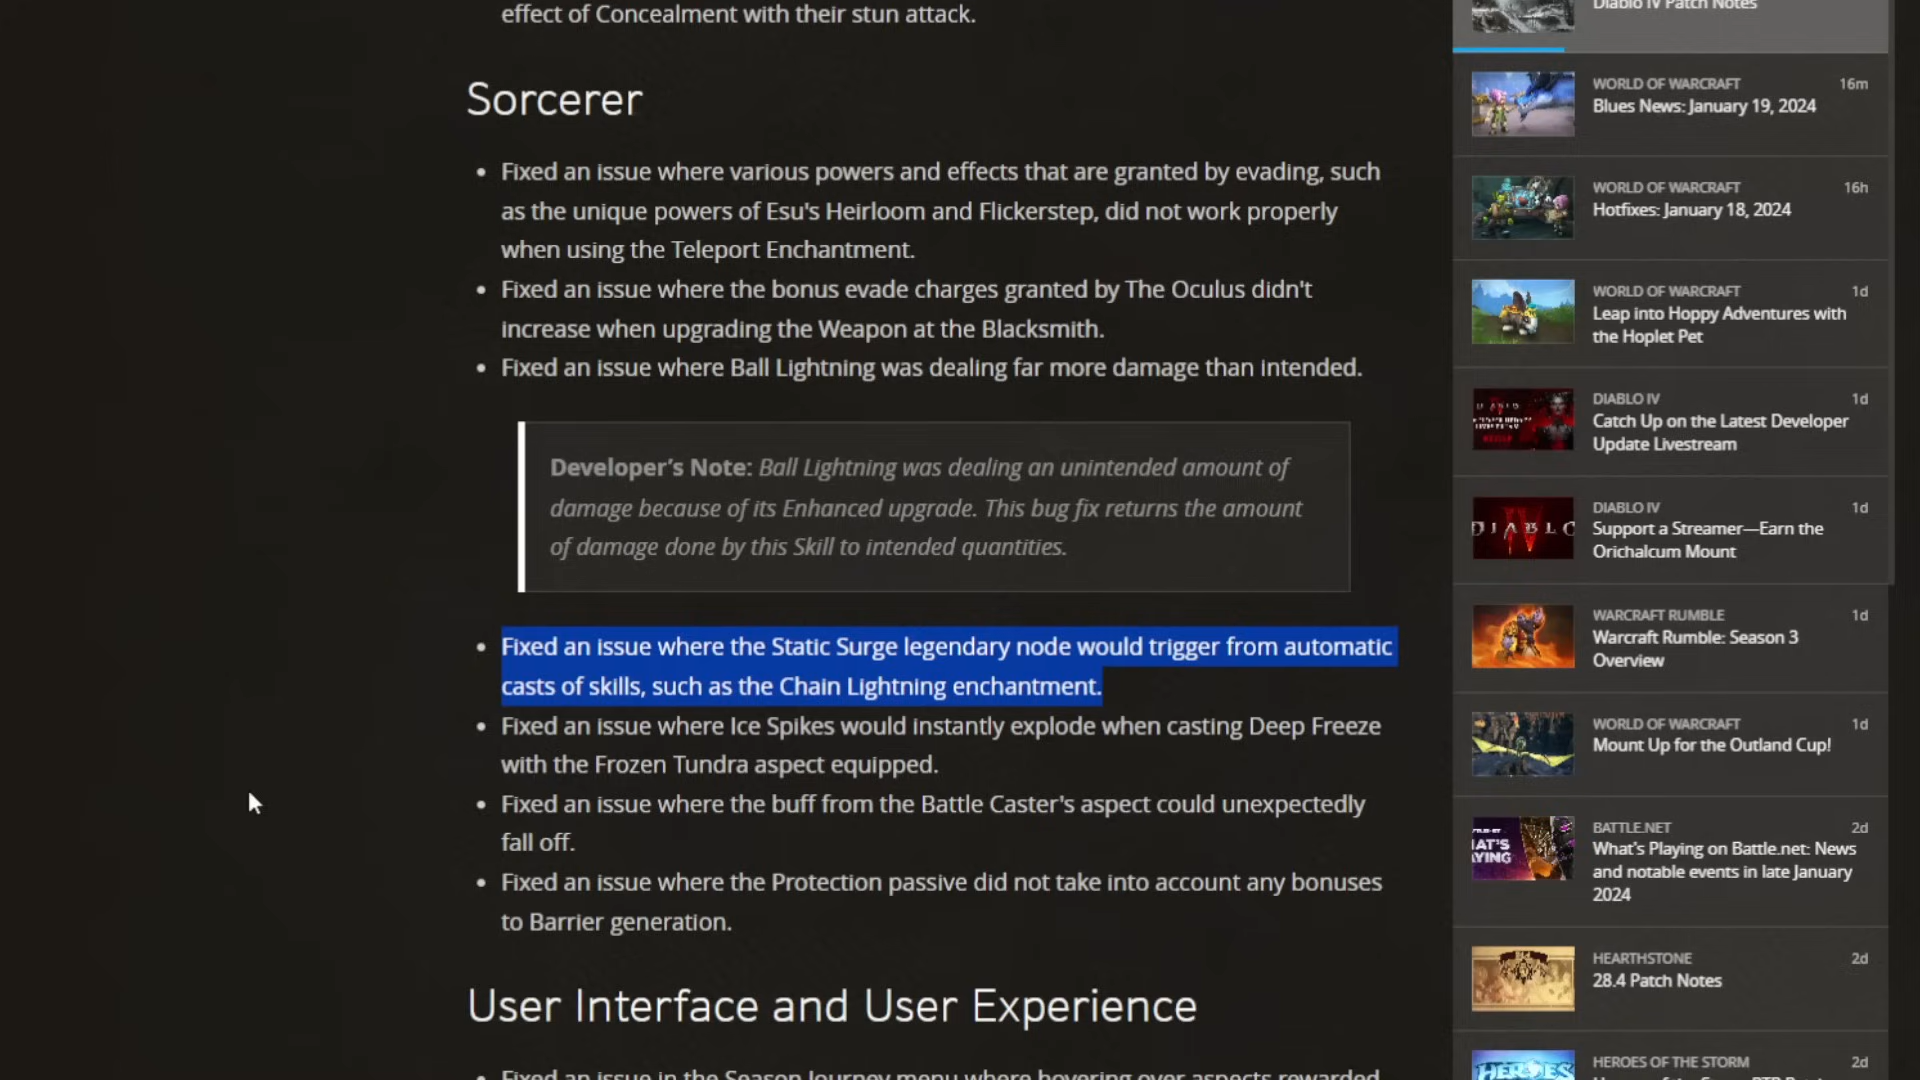 effect of Concealment with their stun attack.
Sorcerer
Fixed an issue where various powers and effects that are granted by evading, such
as the unique powers of Esu's Heirloom and Flickerstep, did not work properly
when using the Teleport Enchantment.
Fixed an issue where the bonus evade charges granted by The Oculus didn't
increase when upgrading the Weapon at the Blacksmith.
Fixed an issue where Ball Lightning was dealing far more damage than intended.
Developer’s Note: Ball Lightning was dealing an unintended amount of
damage because of its Enhanced upgrade. This bug fix returns the amount
of damage done by this Skill to intended quantities.
Fixed an issue where the Static Surge legendary node would trigger from automatic
casts of skills, such as the Chain Lightning enchantment.
Fixed an issue where Ice Spikes would instantly explode when casting Deep Freeze
with the Frozen Tundra aspect equipped.
Fixed an issue where the buff from the Battle Caster's aspect could unexpectedly
fall off.
Fixed an issue where the Protection passive did not take into account any bonuses
to Barrier generation.
User Interface and User Experience
Fixed an issue in the Season Journey menu where hovering over aspects rewarded
Diablo IV Patch Notes
WORLD OF WARCRAFT 16m
Blues News: January 19, 2024
WORLD OF WARCRAFT 16h
Hotfixes: January 18, 2024
WORLD OF WARCRAFT 1d
Leap into Hoppy Adventures with
the Hoplet Pet
DIABLO IV 1d
Catch Up on the Latest Developer
Update Livestream
DIABLO IV 1d
Support a Streamer—Earn the
Orichalcum Mount
WARCRAFT RUMBLE 1d
Warcraft Rumble: Season 3
Overview
WORLD OF WARCRAFT 1d
Mount Up for the Outland Cup!
BATTLE.NET 2d
What’s Playing on Battle.net: News
and notable events in late January
2024
HEARTHSTONE 2d
28.4 Patch Notes
HEROES OF THE STORM 2d